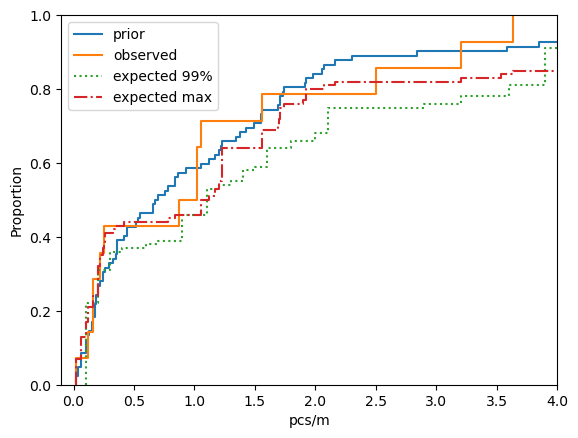 prior
observed
expected 99%
expected max
Proportion
1.0
0.8
0.6
0.4
0.2
0.0
0.0 0.5 1.0 1.5 2.0 2.5 3.0 3.5 4.0
pcs/m